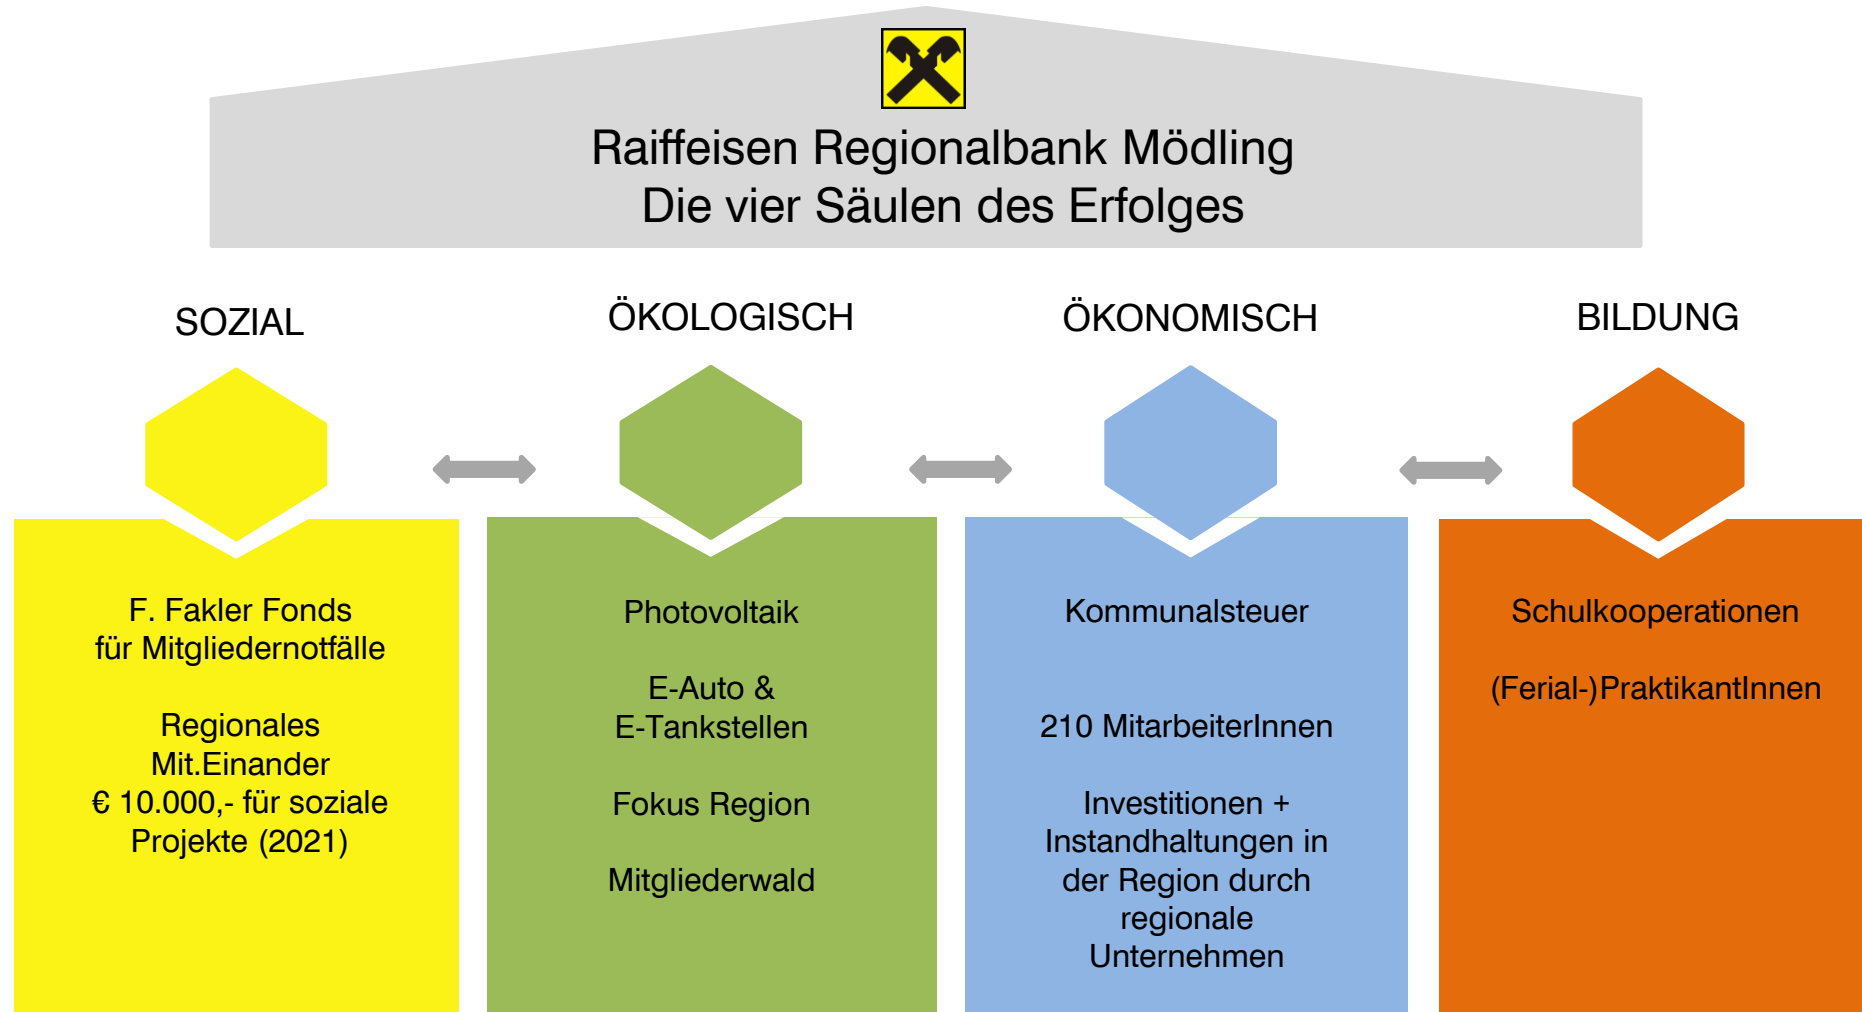 Raiffeisen Regionalbank Mödling
Die vier Säulen des Erfolges
SOZIAL
F. Fakler Fonds
für Mitgliedernotfälle
Regionales
Mit.Einander
€ 10.000,- für soziale
Projekte (2021)
ÖKOLOGISCH
Photovoltaik
E-Auto &
E-Tankstellen
Fokus Region
Mitgliederwald
ÖKONOMISCH
Kommunalsteuer
210 MitarbeiterInnen
Investitionen +
Instandhaltungen in
der Region durch
regionale
Unternehmen
BILDUNG
Schulkooperationen
(Ferial-)PraktikantInnen